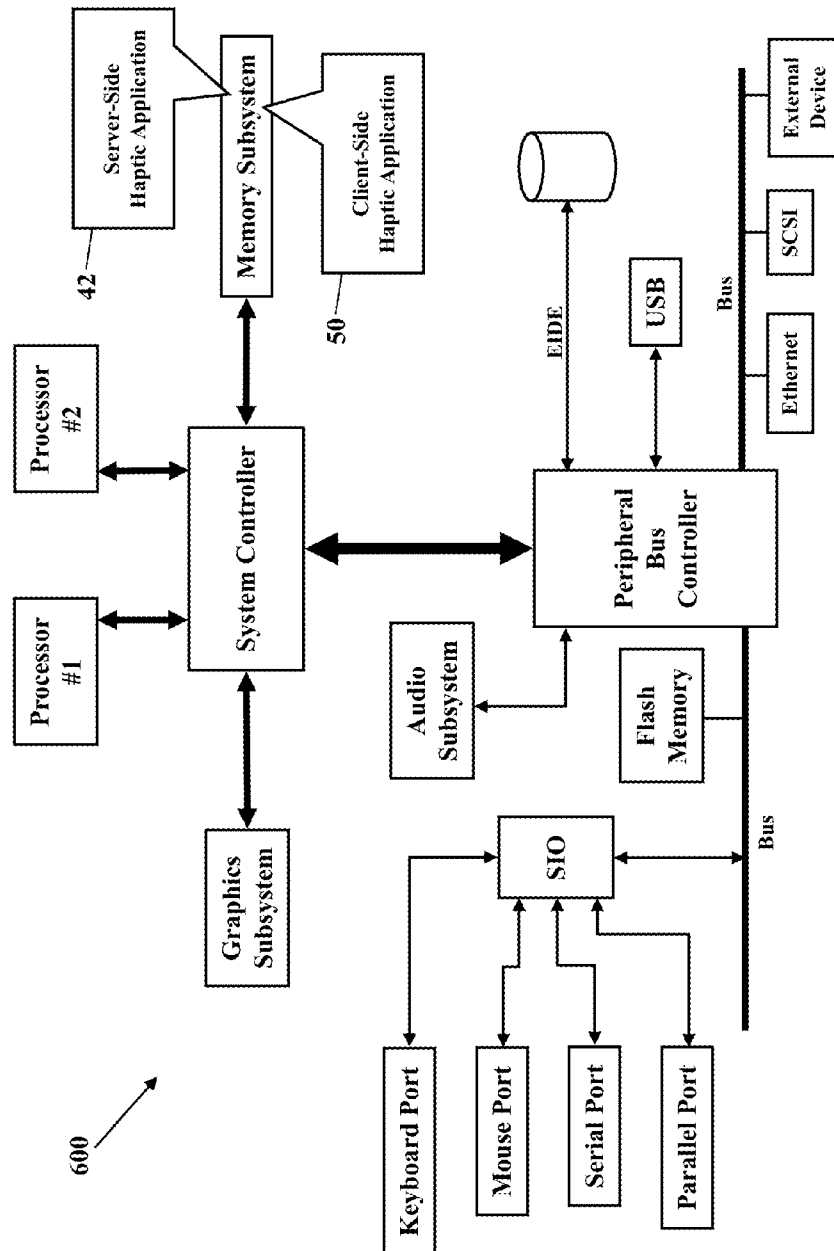 600
Processor
#1
Processor
#2
42
Server-Side
Haptic Application
Graphics
Subsystem
System Controller
Memory Subsystem
50
Client-Side
Haptic Application
Keyboard Port
Mouse Port
Serial Port
Parallel Port
SIO
Audio
Subsystem
Flash
Memory
Peripheral
Bus
Controller
EIDE
USB
Bus
Bus
Ethernet
SCSI
External
Device